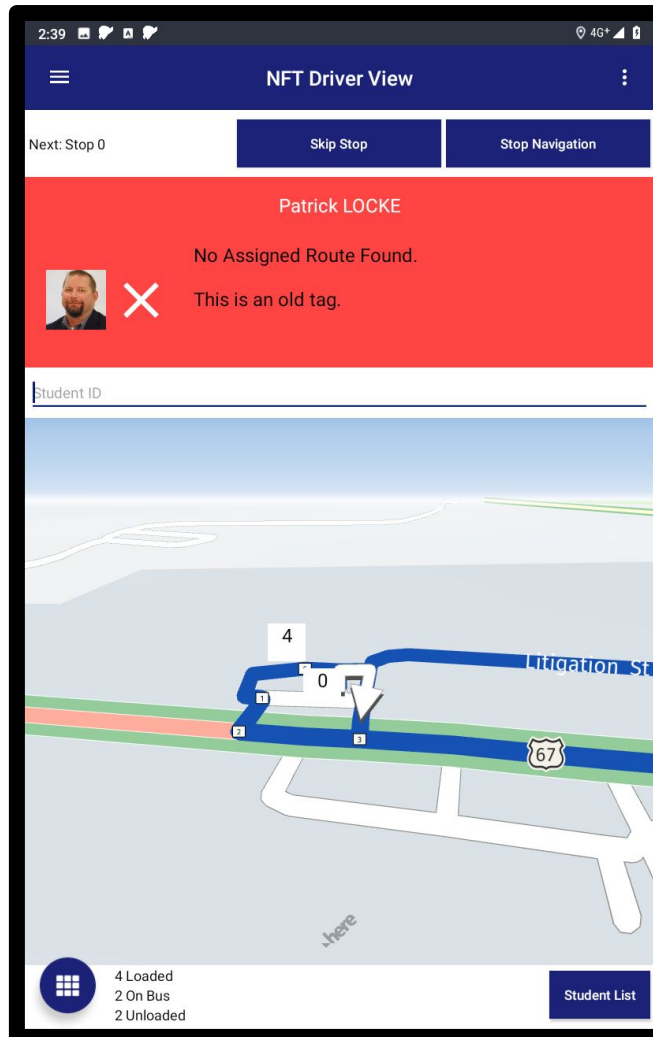 2:39
4G+
NFT Driver View
Next: Stop 0
Skip Stop
Stop Navigation
Patrick LOCKE
No Assigned Route Found.
This is an old tag.
Student ID
4
Litigation St
0
1
2
3
67
here
4 Loaded
2 On Bus
2 Unloaded
Student List